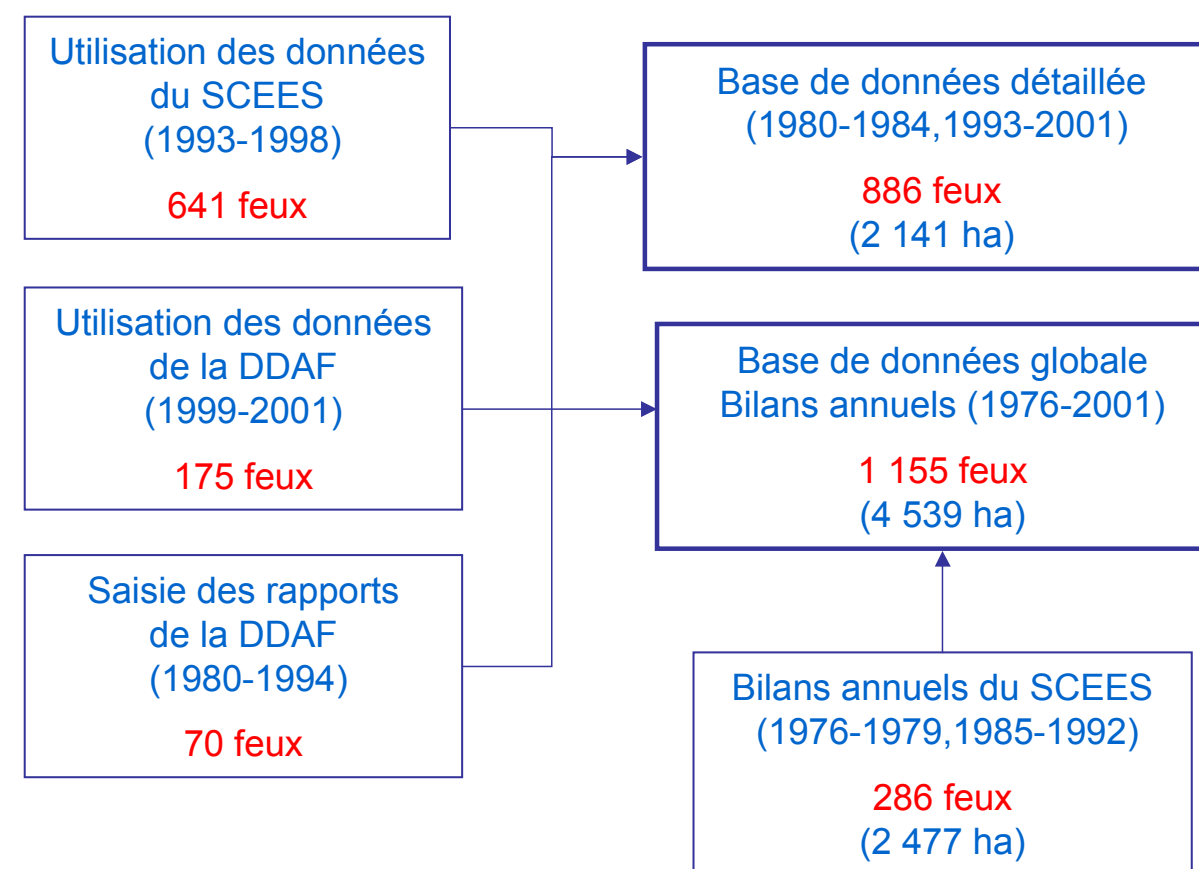 Utilisation des données
du SCEES
(1993-1998)
641 feux
Utilisation des données
de la DDAF
(1999-2001)
175 feux
Saisie des rapports
de la DDAF
(1980-1994)
70 feux
Base de données détaillée
(1980-1984,1993-2001)
886 feux
(2 141 ha)
Base de données globale
Bilans annuels (1976-2001)
1 155 feux
(4 539 ha)
Bilans annuels du SCEES
(1976-1979,1985-1992)
286 feux
(2 477 ha)